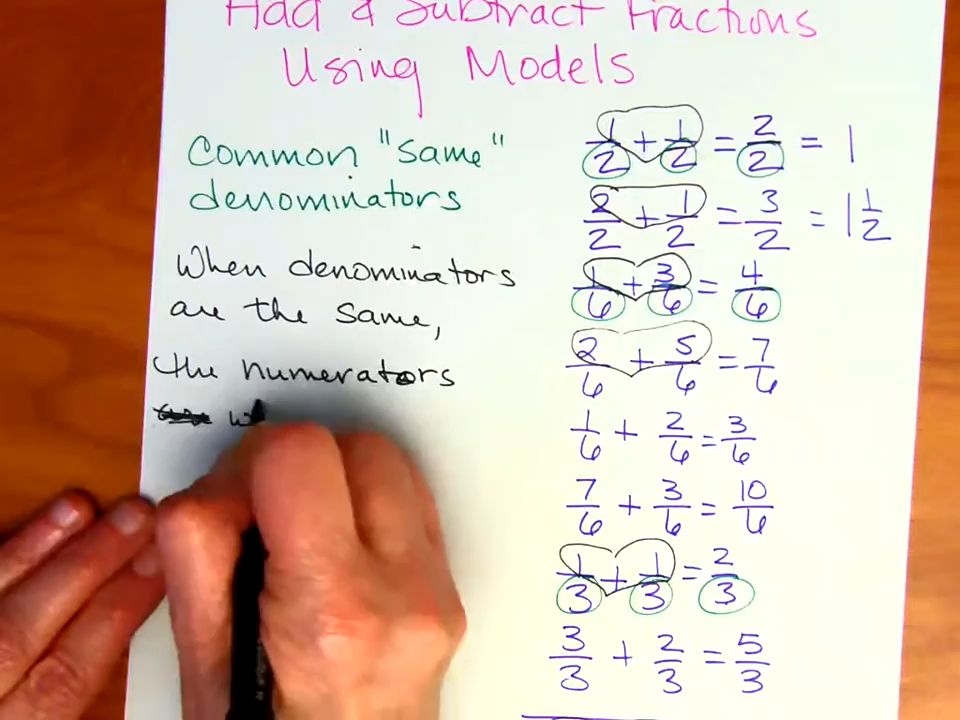 Add & Subtract Fractions
Using Models
Common "same"
denominators
When denominators
are the same,
the numerators
w
1/2 + 1/2 = 2/2 = 1
2/2 + 1/2 = 3/2 = 1 1/2
1/6 + 3/6 = 4/6
2/6 + 5/6 = 7/6
1/6 + 2/6 = 3/6
7/6 + 3/6 = 10/6
1/3 + 1/3 = 2/3
3/3 + 2/3 = 5/3